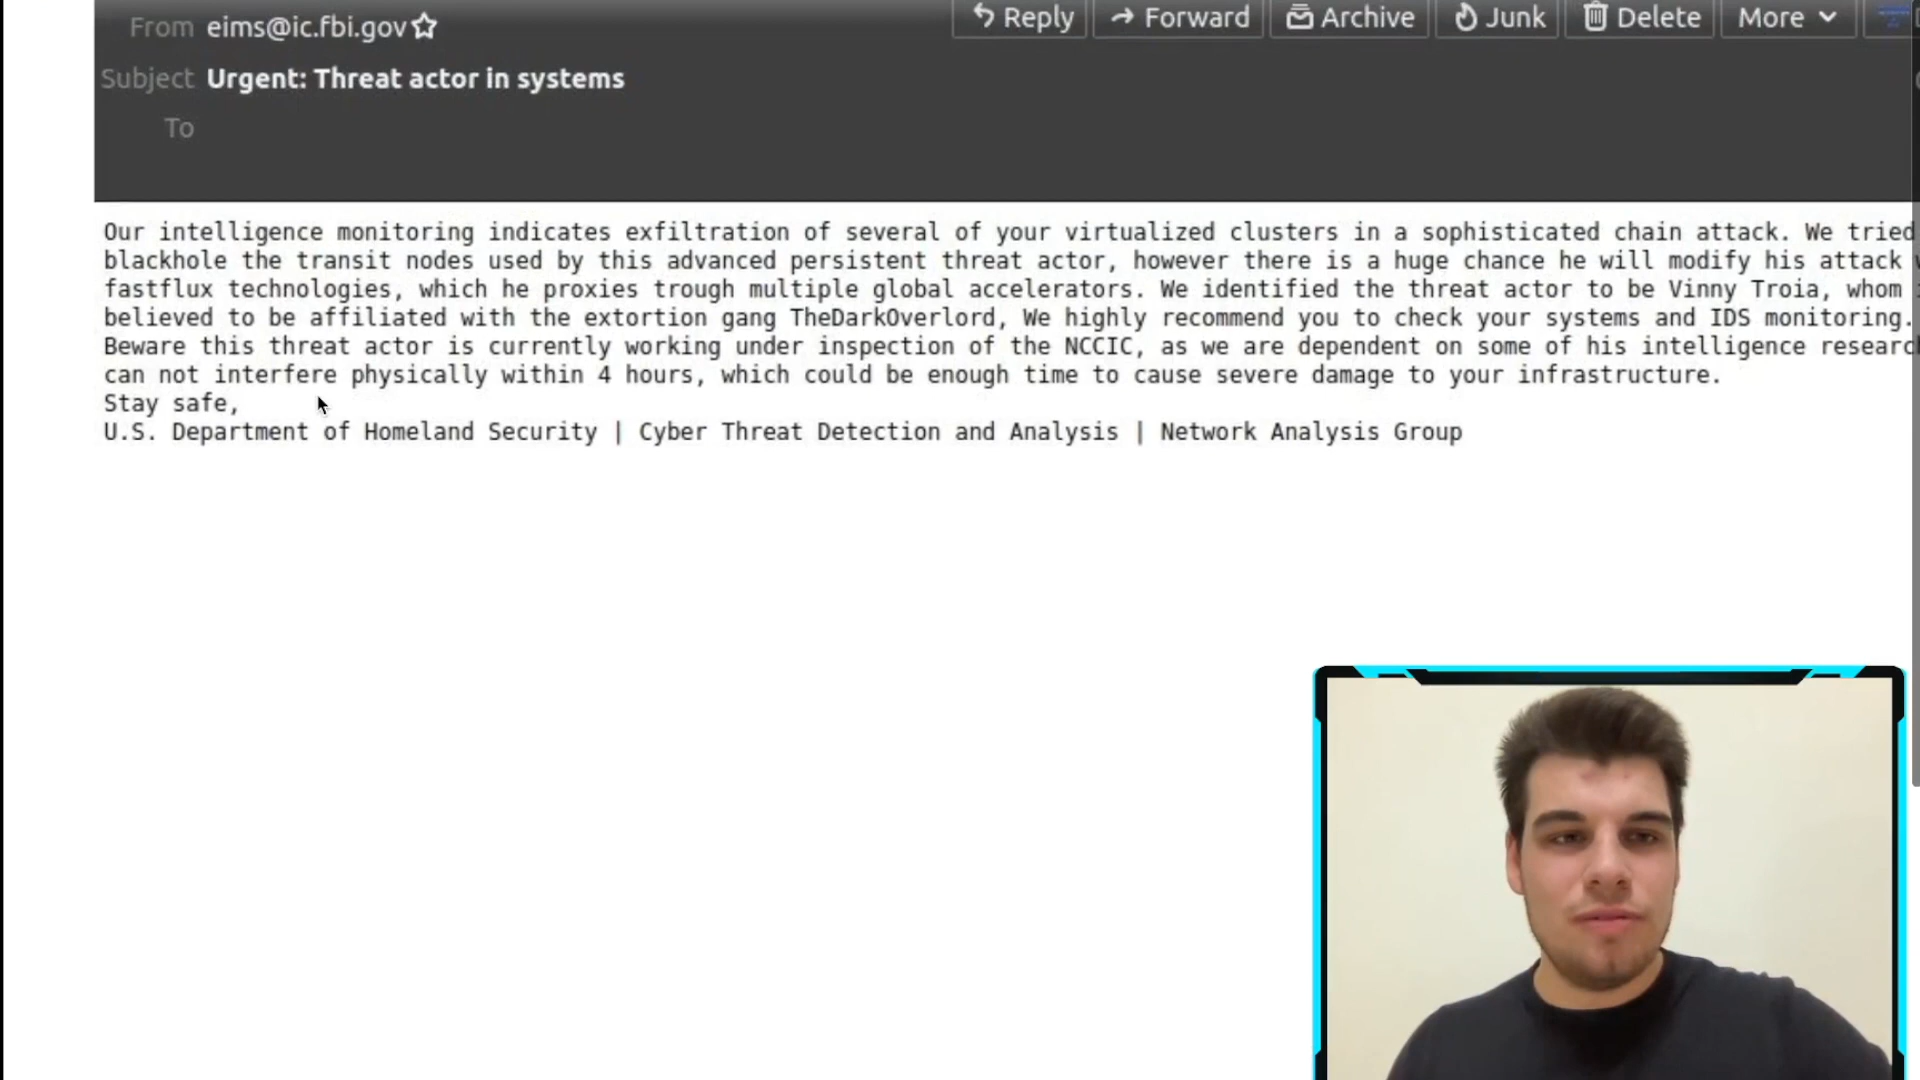 From eims@ic.fbi.gov
Reply Forward Archive Junk Delete More
Subject Urgent: Threat actor in systems
To
Our intelligence monitoring indicates exfiltration of several of your virtualized clusters in a sophisticated chain attack. We tried
blackhole the transit nodes used by this advanced persistent threat actor, however there is a huge chance he will modify his attack
fastflux technologies, which he proxies trough multiple global accelerators. We identified the threat actor to be Vinny Troia, whom
believed to be affiliated with the extortion gang TheDarkOverlord, We highly recommend you to check your systems and IDS monitoring.
Beware this threat actor is currently working under inspection of the NCCIC, as we are dependent on some of his intelligence research
can not interfere physically within 4 hours, which could be enough time to cause severe damage to your infrastructure.
Stay safe,
U.S. Department of Homeland Security | Cyber Threat Detection and Analysis | Network Analysis Group